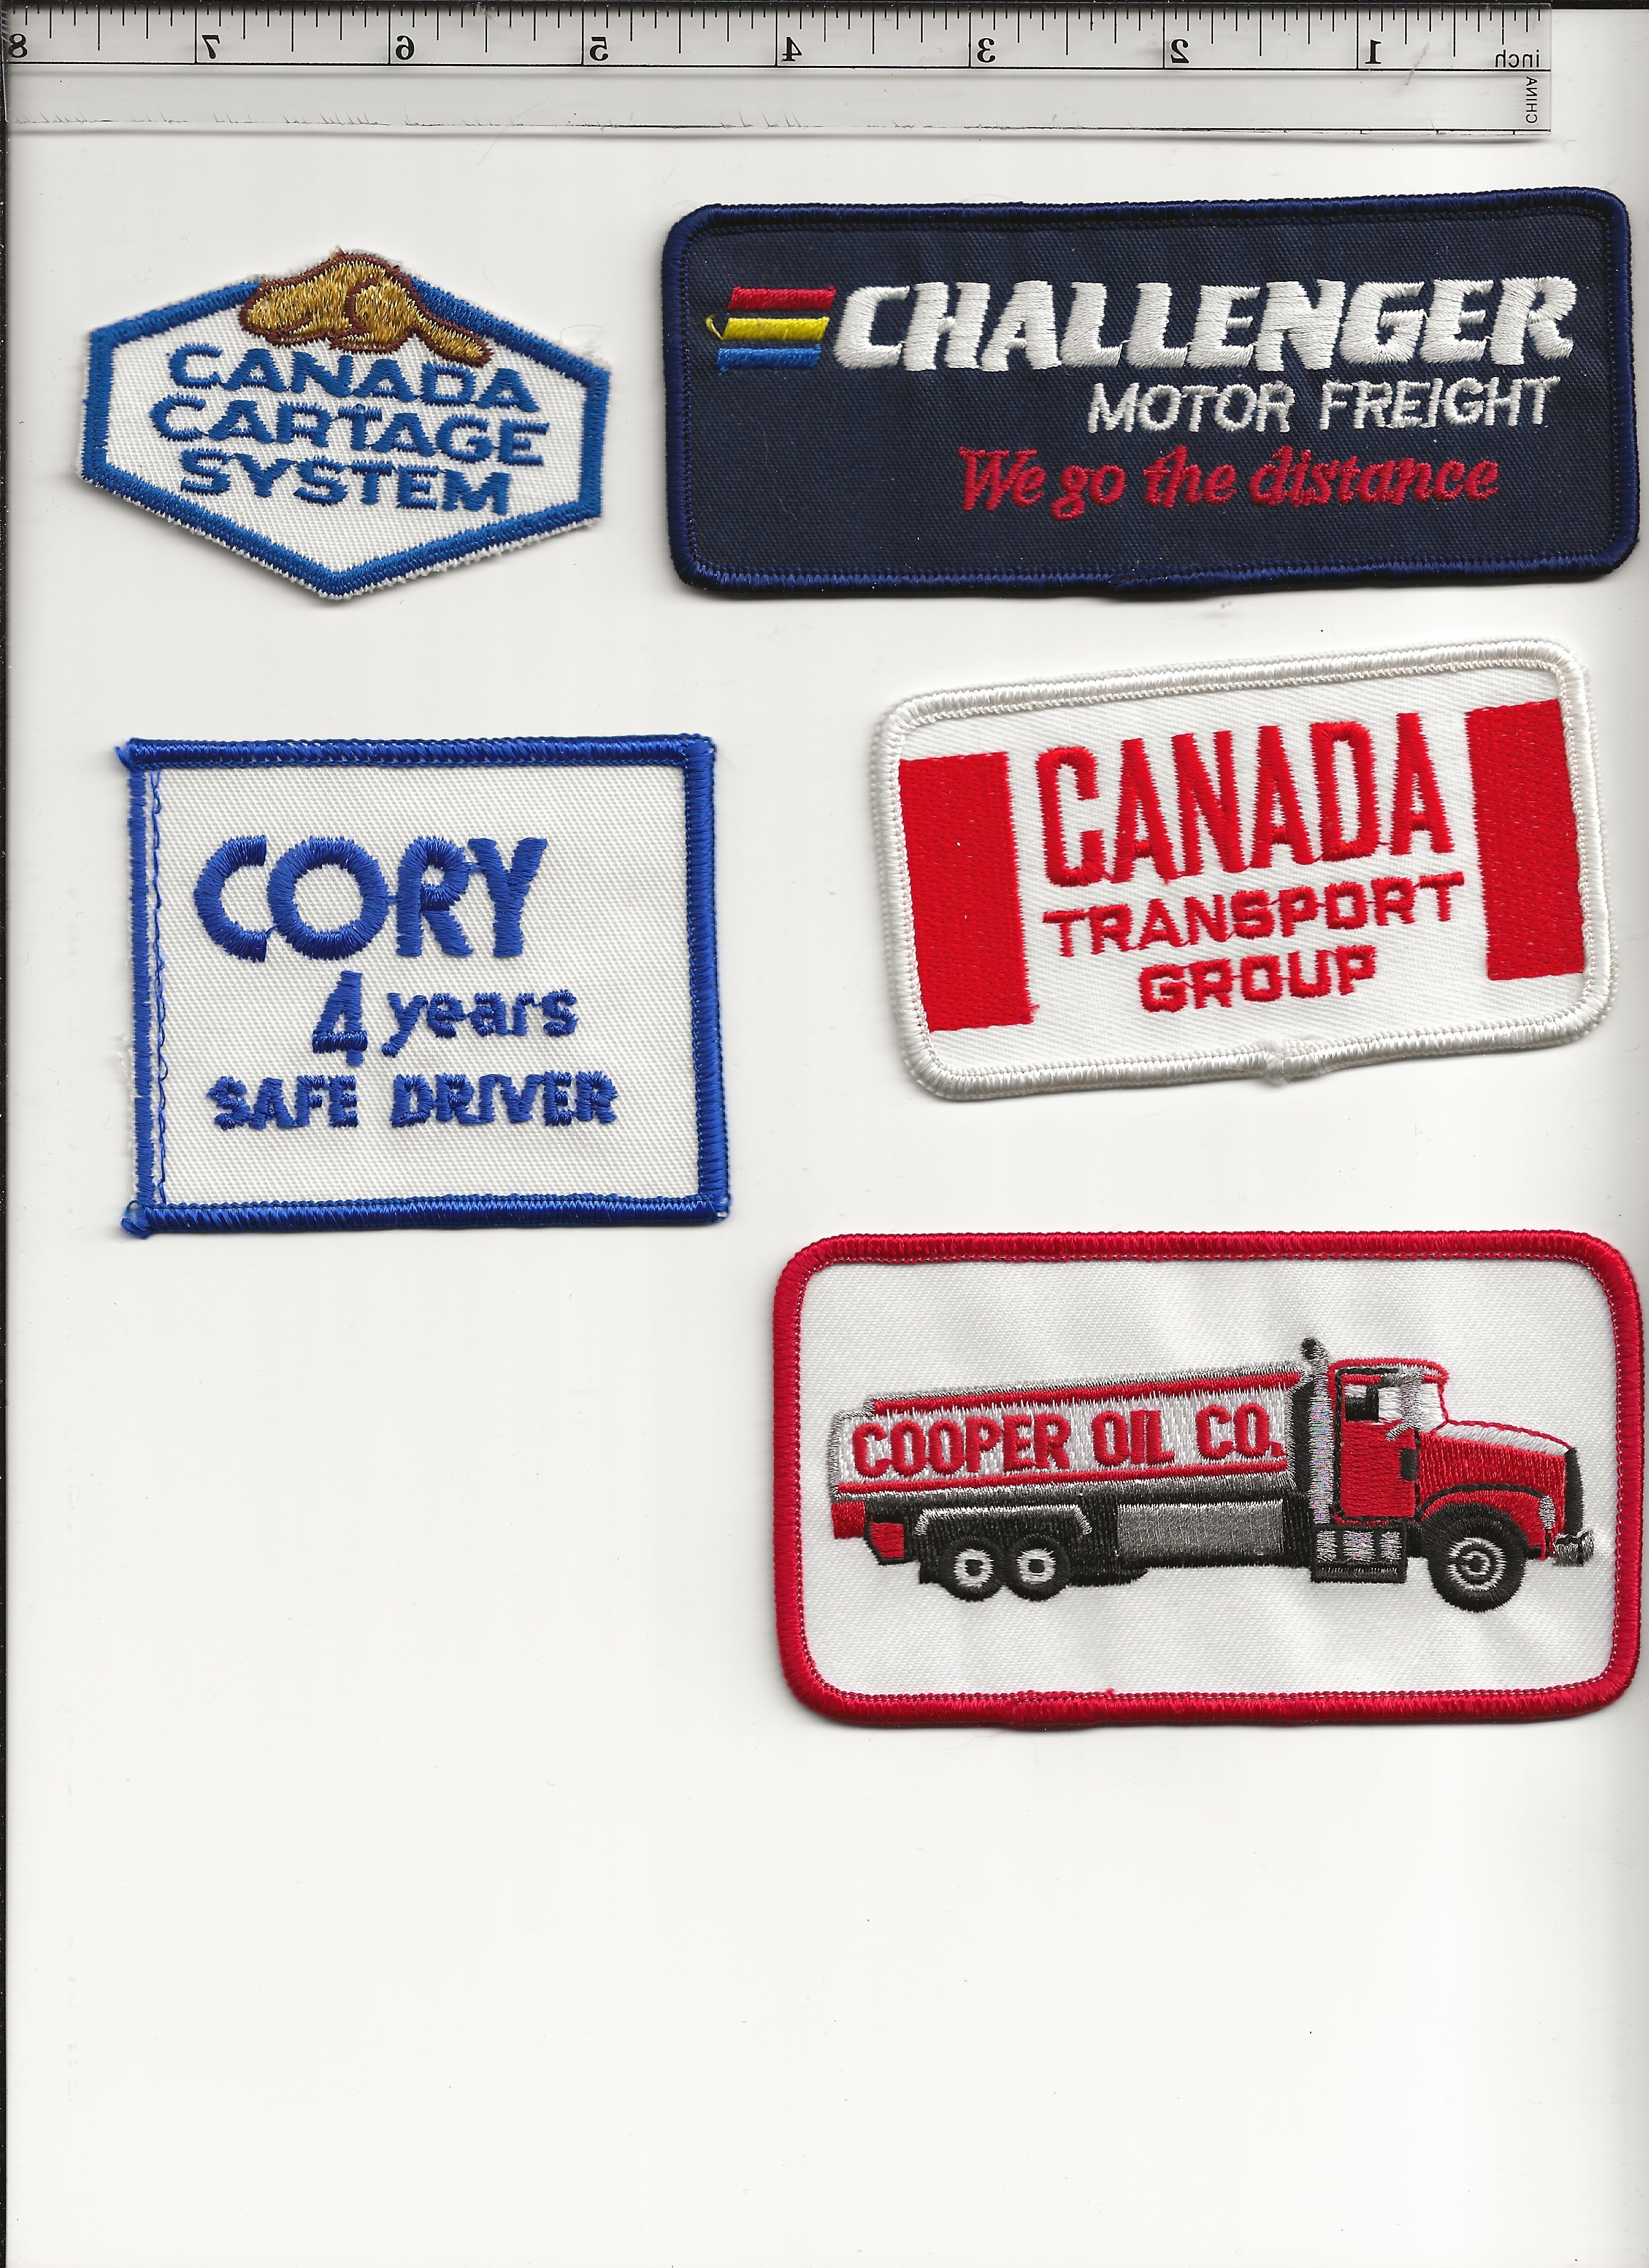 8 7 6 5 4 3 2 1 inch
CHINA
CANADA
CARTAGE
SYSTEM
CHALLENGER
MOTOR FREIGHT
We go the distance
CORY
4 years
SAFE DRIVER
CANADA
TRANSPORT
GROUP
COOPER OIL CO.